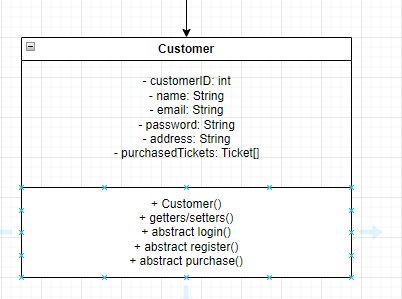 Customer
- customerID: int
- name: String
- email: String
- password: String
- address: String
- purchasedTickets: Ticket[]
+ Customer()
+ getters/setters()
+ abstract login()
+ abstract register()
+ abstract purchase()